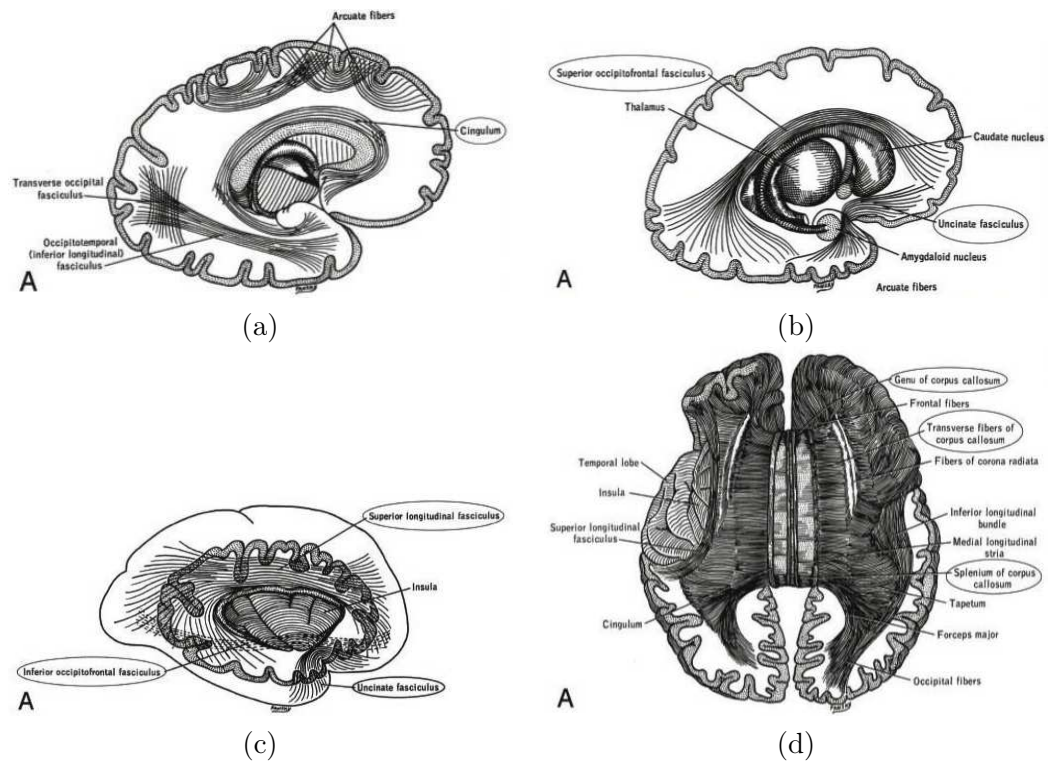 Arcuate fibers
Cingulum
Transverse occipital
fasciculus
Occipitotemporal
(inferior longitudinal)
fasciculus
A
(a)
Superior occipitofrontal fasciculus
Thalamus
Caudate nucleus
Uncinate fasciculus
Amygdaloid nucleus
Arcuate fibers
A
(b)
Superior longitudinal fasciculus
Insula
Inferior occipitofrontal fasciculus
Uncinate fasciculus
A
(c)
Genu of corpus callosum
Frontal fibers
Transverse fibers of
corpus callosum
Fibers of corona radiata
Temporal lobe
Insula
Superior longitudinal
fasciculus
Inferior longitudinal
bundle
Medial longitudinal
stria
Splenium of corpus
callosum
Tapetum
Cingulum
Forceps major
Occipital fibers
A
(d)